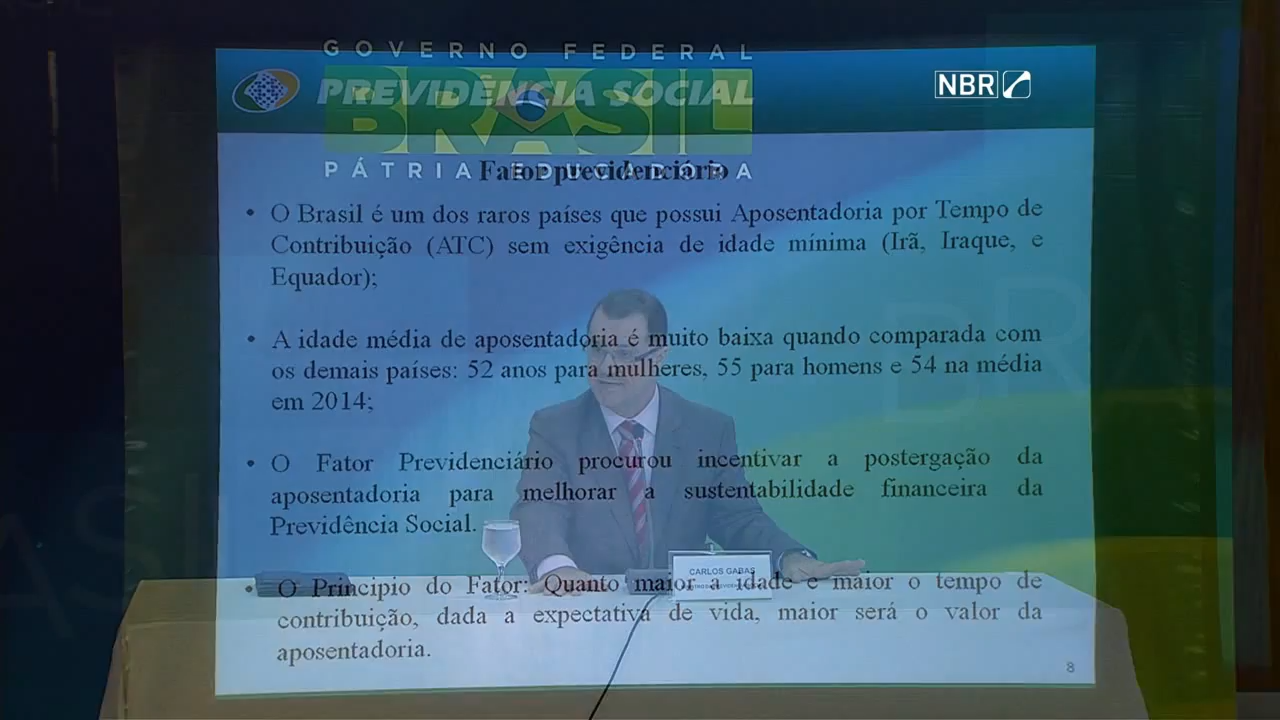 GOVERNO FEDERAL
PREVIDÊNCIA SOCIAL
NBR
BRASIL
PÁTRIA EDUCADORA
Fator previdenciário
• O Brasil é um dos raros países que possui Aposentadoria por Tempo de
Contribuição (ATC) sem exigência de idade mínima (Irã, Iraque, e
Equador);
• A idade média de aposentadoria é muito baixa quando comparada com
os demais países: 52 anos para mulheres, 55 para homens e 54 na média
em 2014;
• O Fator Previdenciário procurou incentivar a postergação da
aposentadoria para melhorar a sustentabilidade financeira da
Previdência Social.
CARLOS GABAS
• O Principio do Fator: Quanto maior a idade e maior o tempo de
contribuição, dada a expectativa de vida, maior será o valor da
aposentadoria.
8